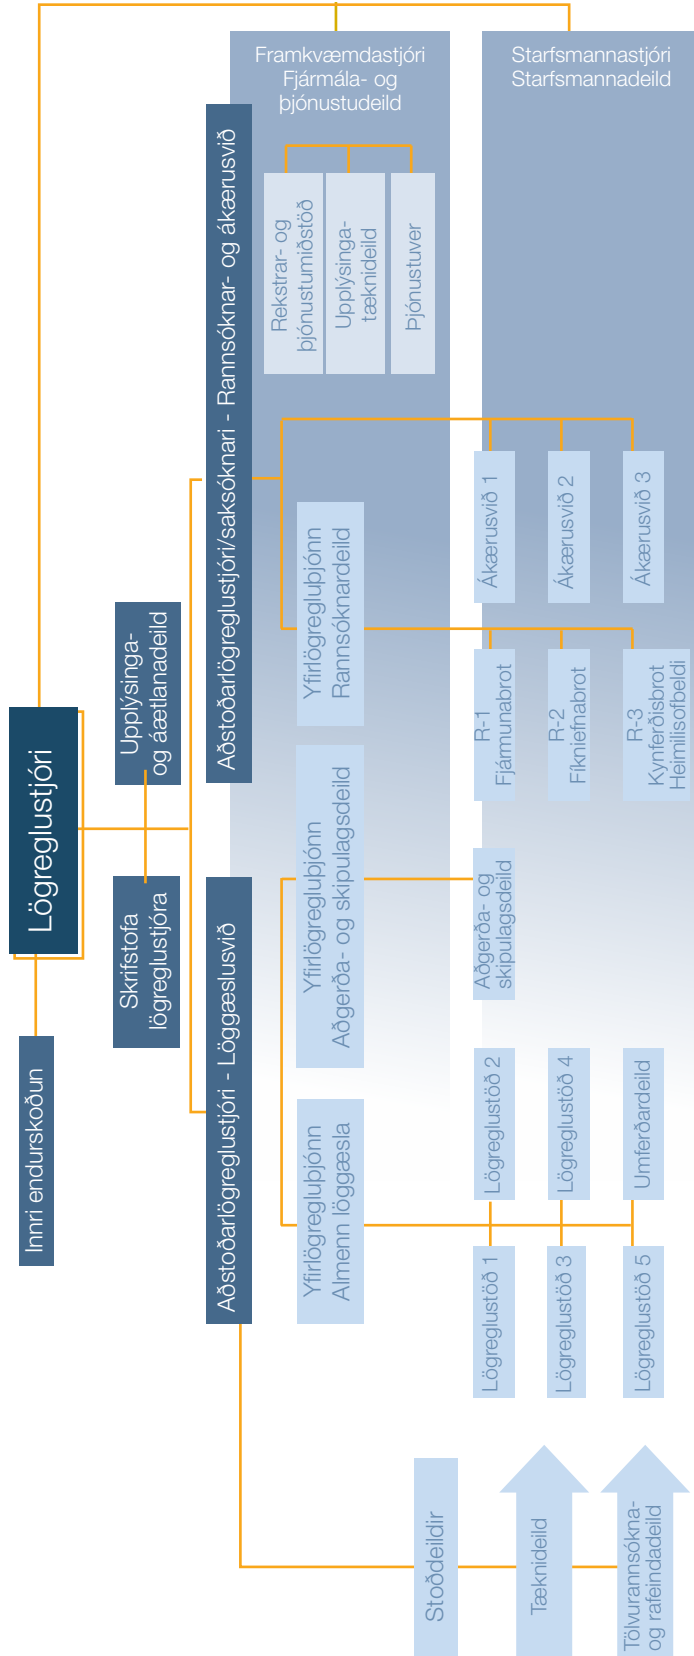 Lögreglustjóri
Innri endurskoðun
Skrifstofa
lögreglustjóra
Upplýsinga-
og áætlanadeild
Aðstoðarlögreglustjóri - Löggæslusvið
Aðstoðarlögreglustjóri/saksóknari - Rannsóknar- og ákærusvið
Framkvæmdastjóri
Fjármála- og
þjónustudeild
Starfsmannastjóri
Starfsmannadeild
Rekstrar- og
þjónustumiðstöð
Upplýsinga-
tæknideild
Þjónustuver
Yfirlögregluþjónn
Almenn löggæsla
Yfirlögregluþjónn
Aðgerða- og skipulagsdeild
Yfirlögregluþjónn
Rannsóknardeild
Stoðdeildir
Tæknideild
Tölvurannsókna-
og rafeindadeild
Lögreglustöð 1
Lögreglustöð 2
Lögreglustöð 3
Lögreglustöð 4
Lögreglustöð 5
Umferðardeild
Aðgerða- og
skipulagsdeild
R-1
Fjármunabrot
R-2
Fíkniefnabrot
R-3
Kynferðisbrot
Heimilisofbeldi
Ákærusvið 1
Ákærusvið 2
Ákærusvið 3